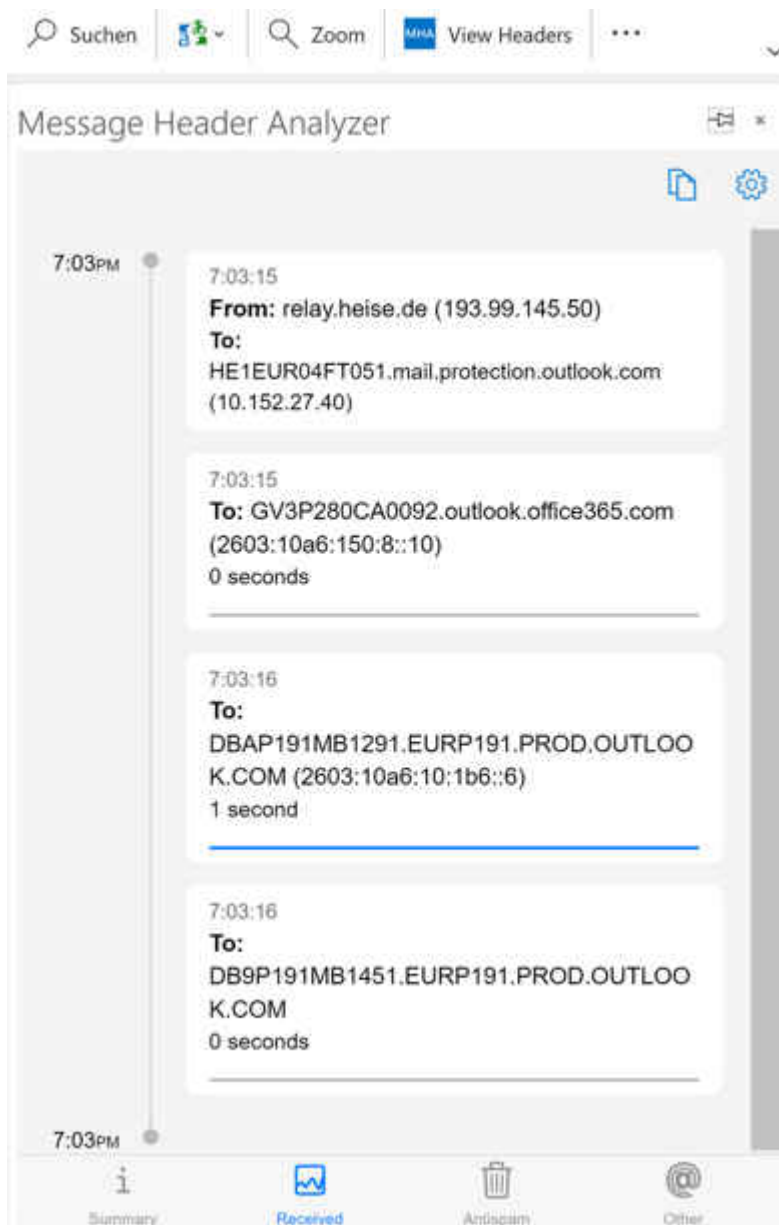 Suchen MHA View Headers ...
Message Header Analyzer
7:03PM
7:03:15
From: relay.heise.de (193.99.145.50)
To:
HE1EUR04FT051.mail.protection.outlook.com
(10.152.27.40)
7:03:15
To: GV3P280CA0092.outlook.office365.com
(2603:10a6:150:8::10)
0 seconds
7:03:16
To:
DBAP191MB1291.EURP191.PROD.OUTLOO
K.COM (2603:10a6:10:1b6::6)
1 second
7:03:16
To:
DB9P191MB1451.EURP191.PROD.OUTLOO
K.COM
0 seconds
7:03PM
Summary Received Antispam Other